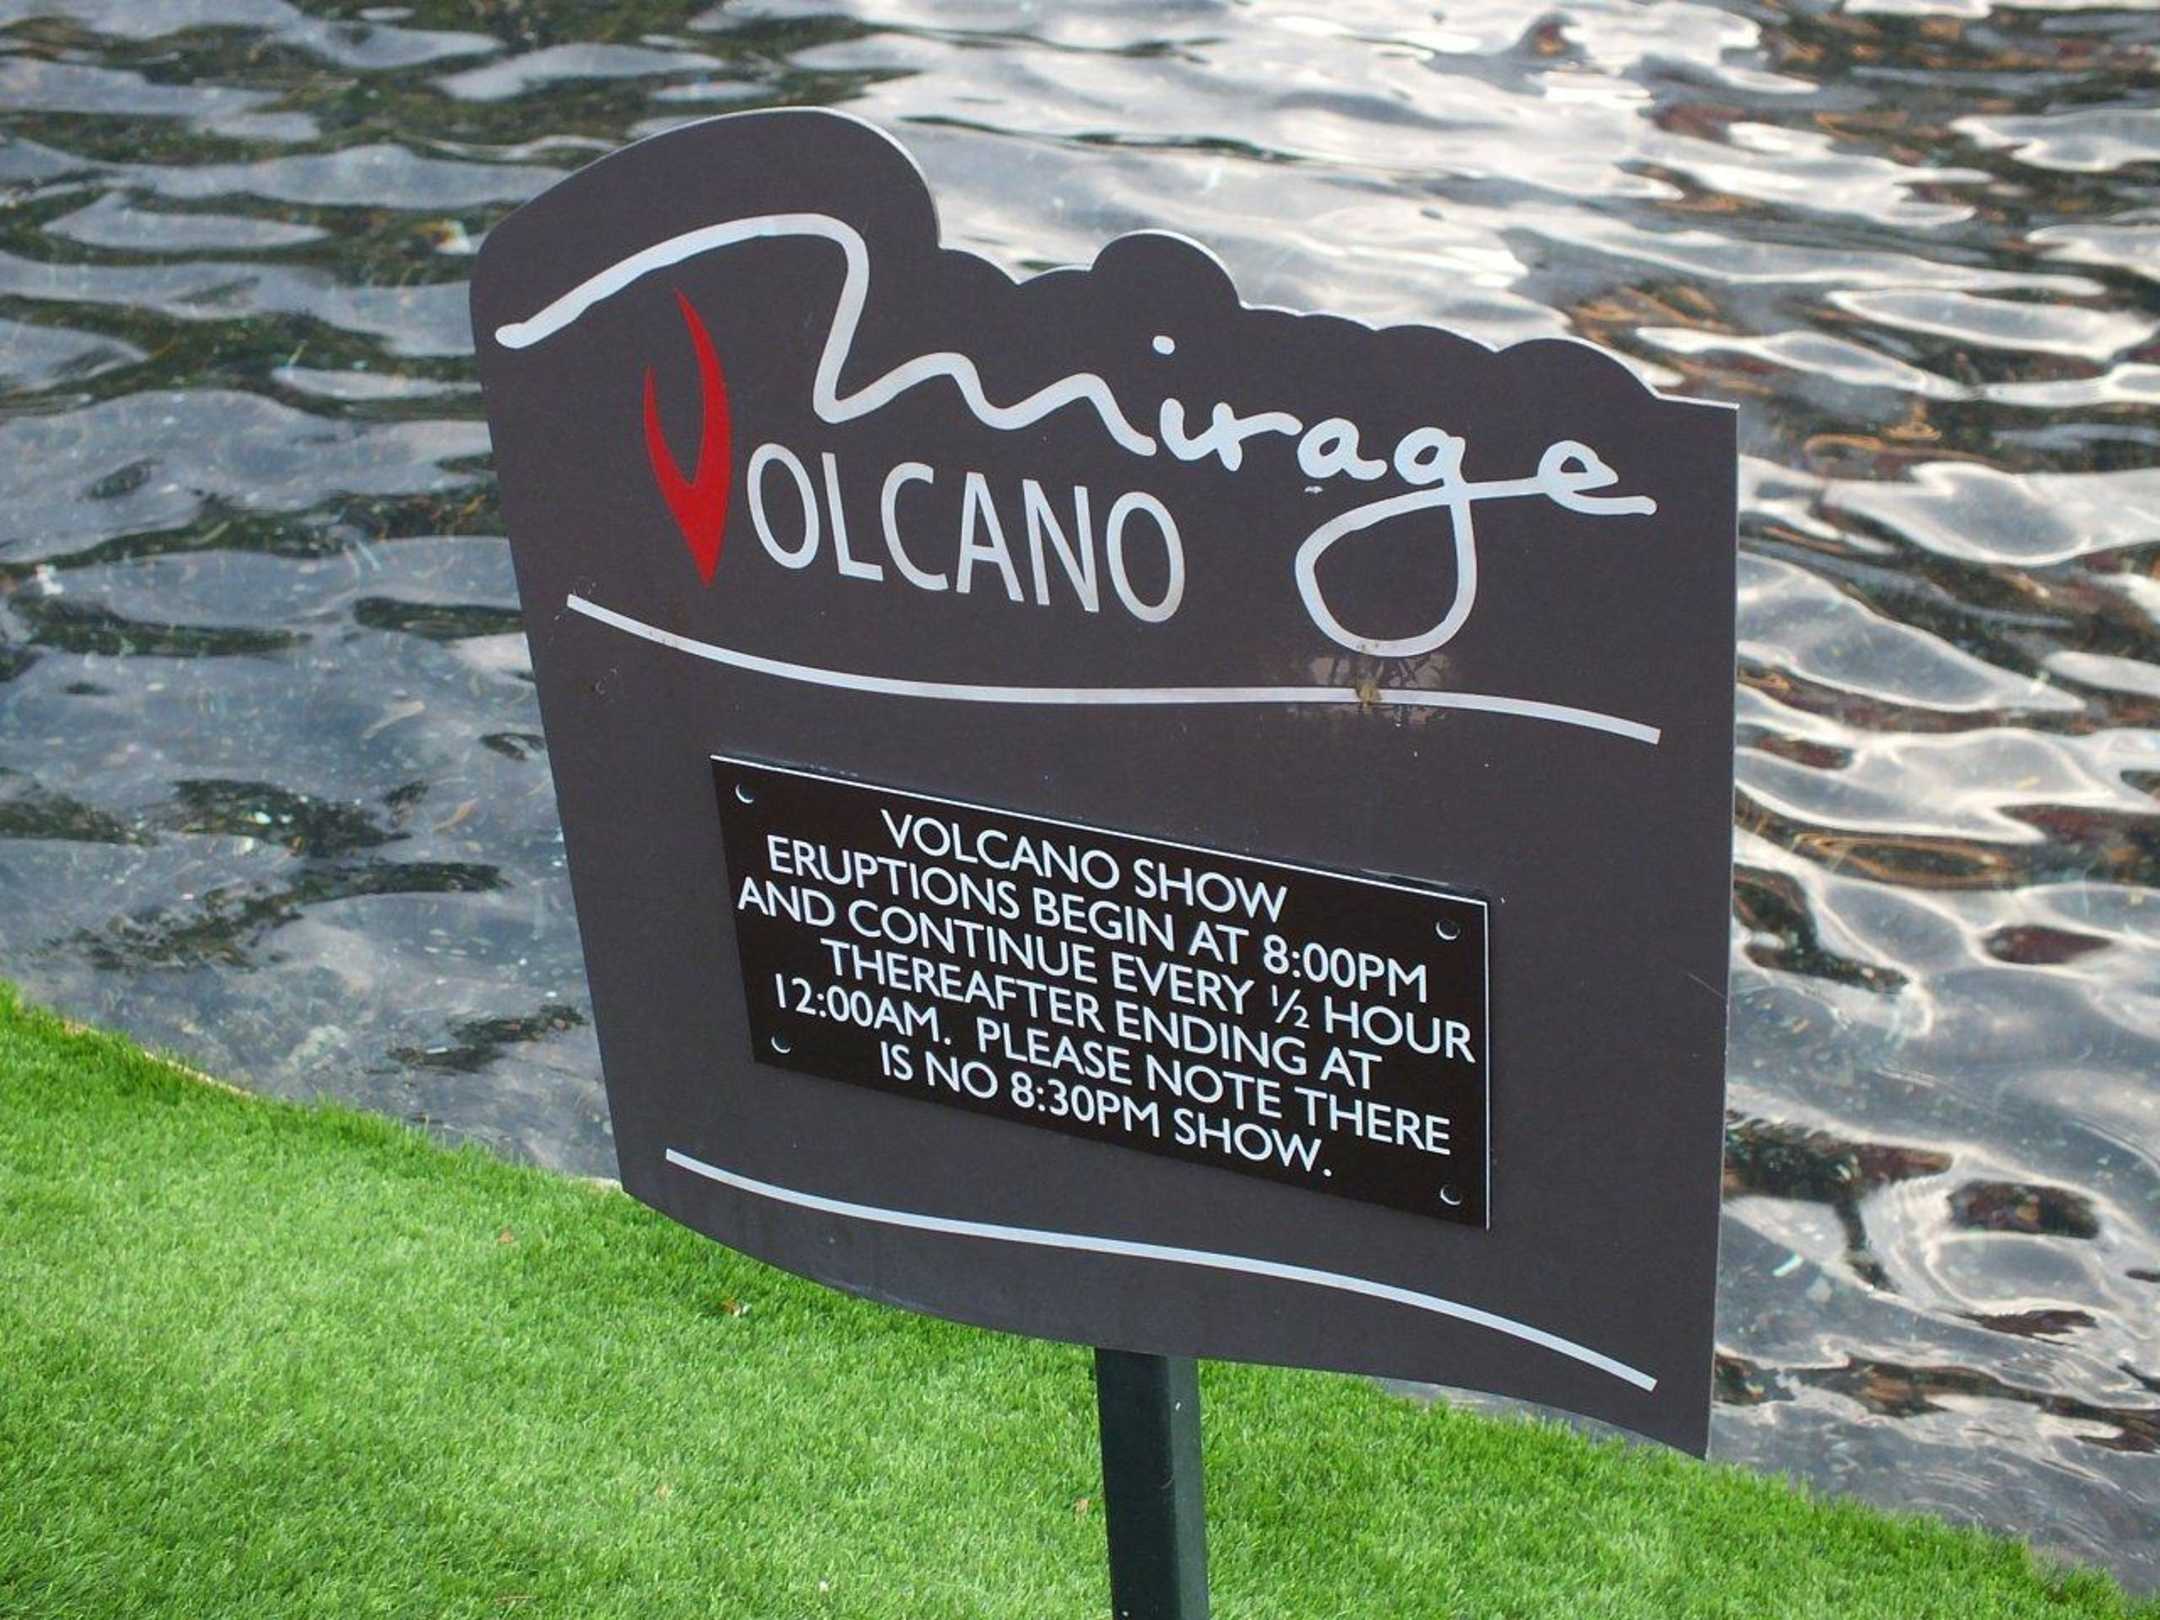 Mirage
VOLCANO
VOLCANO SHOW
ERUPTIONS BEGIN AT 8:00PM
AND CONTINUE EVERY ½ HOUR
THEREAFTER ENDING AT
12:00AM. PLEASE NOTE THERE
IS NO 8:30PM SHOW.